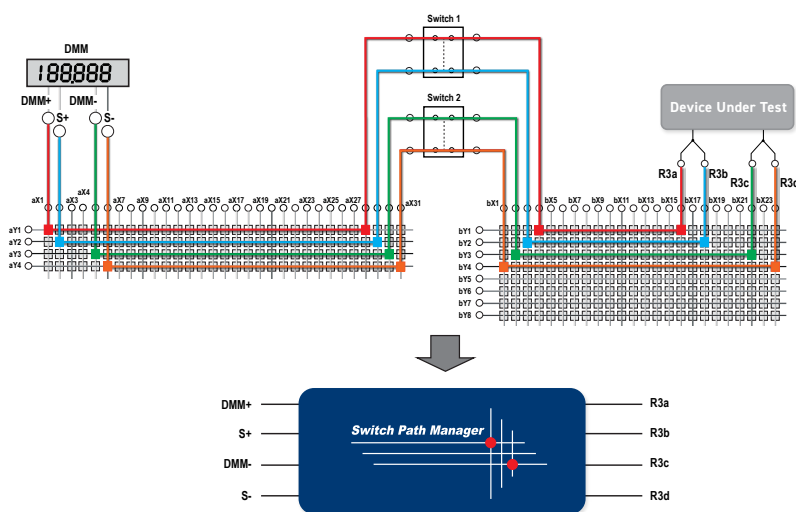 Switch 1
DMM
188.888
DMM+
S+
DMM-
S-
Switch 2
Device Under Test
R3a
R3b
R3c
R3d
aX1
aX3
aX4
aX7
aX9
aX11
aX13
aX15
aX17
aX19
aX21
aX23
aX25
aX27
aX31
bX1
bX5
bX7
bX9
bX11
bX13
bX15
bX17
bX19
bX21
bX23
aY1
aY2
aY3
aY4
bY1
bY2
bY3
bY4
bY5
bY6
bY7
bY8
DMM+
S+
DMM-
S-
Switch Path Manager
R3a
R3b
R3c
R3d